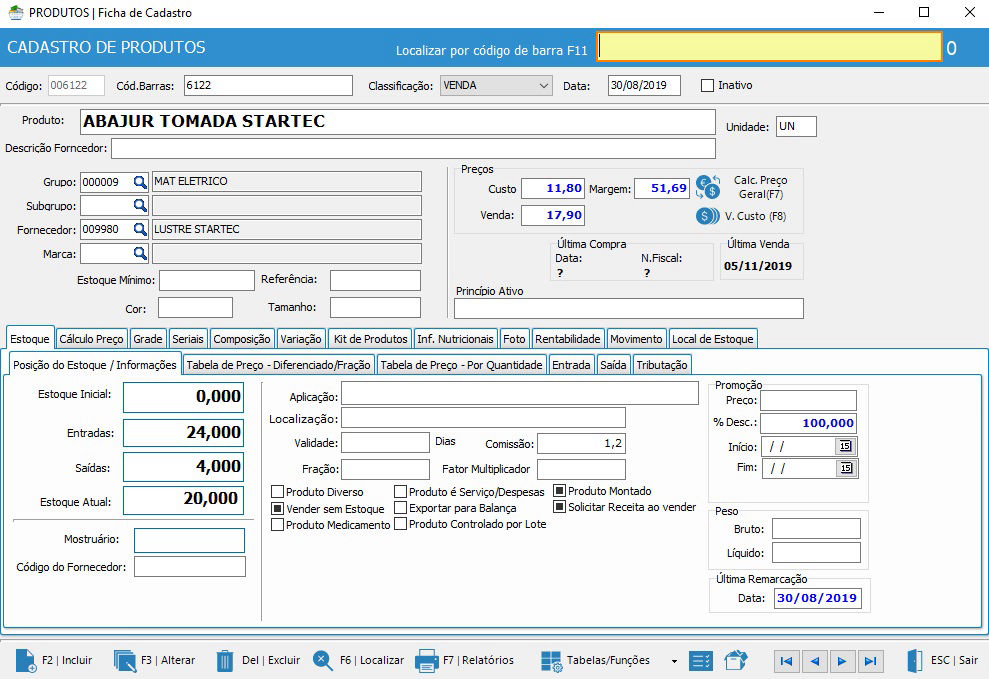 PRODUTOS | Ficha de Cadastro
CADASTRO DE PRODUTOS
Localizar por código de barra F11
0
Código: 006122 Cód.Barras: 6122 Classificação: VENDA Data: 30/08/2019 Inativo
Produto: ABAJUR TOMADA STARTEC
Unidade: UN
Descrição Forncedor:
Grupo: 000009 MAT ELETRICO
Subgrupo:
Fornecedor: 009980 LUSTRE STARTEC
Marca:
Estoque Mínimo: Referência:
Cor: Tamanho:
Preços
Custo 11,80 Margem: 51,69 Calc. Preço
Geral(F7)
Venda: 17,90 V. Custo (F8)
Última Compra
Data: N.Fiscal:
? ?
Última Venda
05/11/2019
Princípio Ativo
Estoque Cálculo Preço Grade Seriais Composição Variação Kit de Produtos Inf. Nutricionais Foto Rentabilidade Movimento Local de Estoque
Posição do Estoque / Informações Tabela de Preço - Diferenciado/Fração Tabela de Preço - Por Quantidade Entrada Saída Tributação
Estoque Inicial: 0,000
Entradas: 24,000
Saídas: 4,000
Estoque Atual: 20,000
Mostruário:
Código do Fornecedor:
Aplicação:
Localização:
Validade: Dias Comissão: 1,2
Fração: Fator Multiplicador
Produto Diverso Produto é Serviço/Despesas Produto Montado
Vender sem Estoque Exportar para Balança Solicitar Receita ao vender
Produto Medicamento Produto Controlado por Lote
Promoção
Preço:
% Desc.: 100,000
Início: / / 15
Fim: / / 15
Peso
Bruto:
Líquido:
Última Remarcação
Data: 30/08/2019
F2 | Incluir F3 | Alterar Del | Excluir F6 | Localizar F7 | Relatórios Tabelas/Funções ESC | Sair